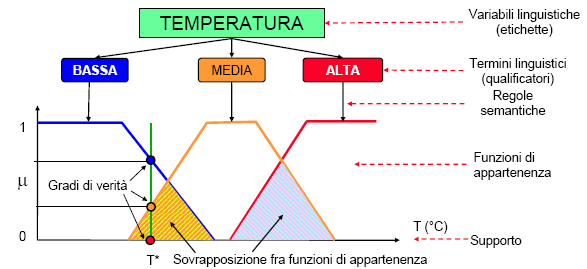 TEMPERATURA
Variabili linguistiche
(etichette)
BASSA
MEDIA
ALTA
Termini linguistici
(qualificatori)
Regole
semantiche
1
μ
Gradi di verità
Funzioni di
appartenenza
0
T (°C)
Supporto
T*
Sovrapposizione fra funzioni di appartenenza